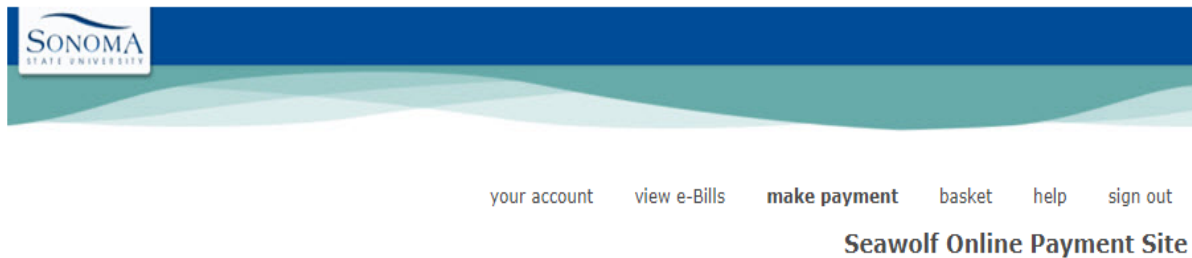 SONOMA
STATE UNIVERSITY
your account view e-Bills make payment basket help sign out
Seawolf Online Payment Site